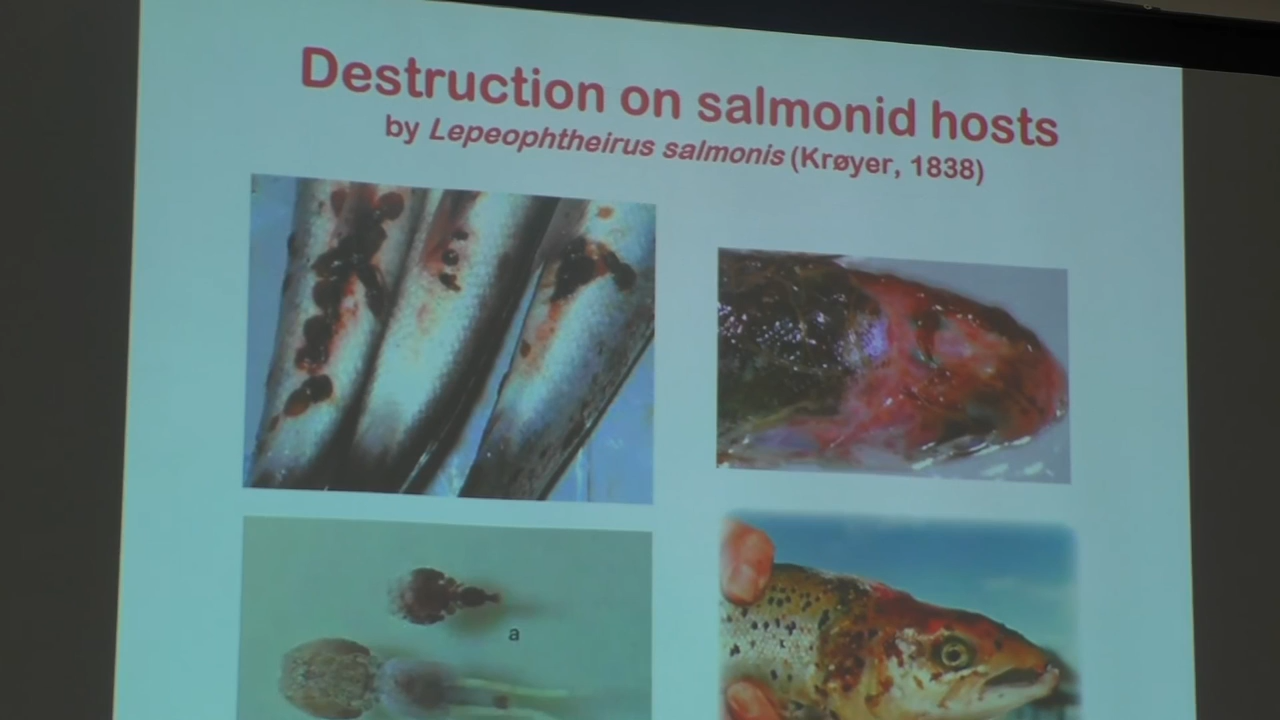 Destruction on salmonid hosts
by Lepeophtheirus salmonis (Krøyer, 1838)
a